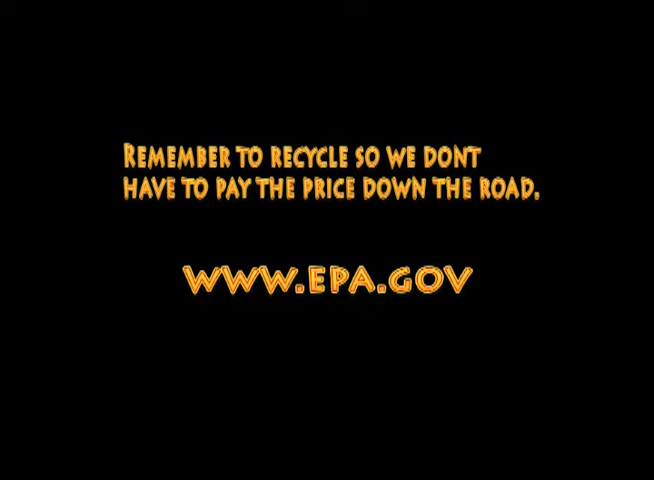 Remember to recycle so we dont
have to pay the price down the road.
www.epa.gov